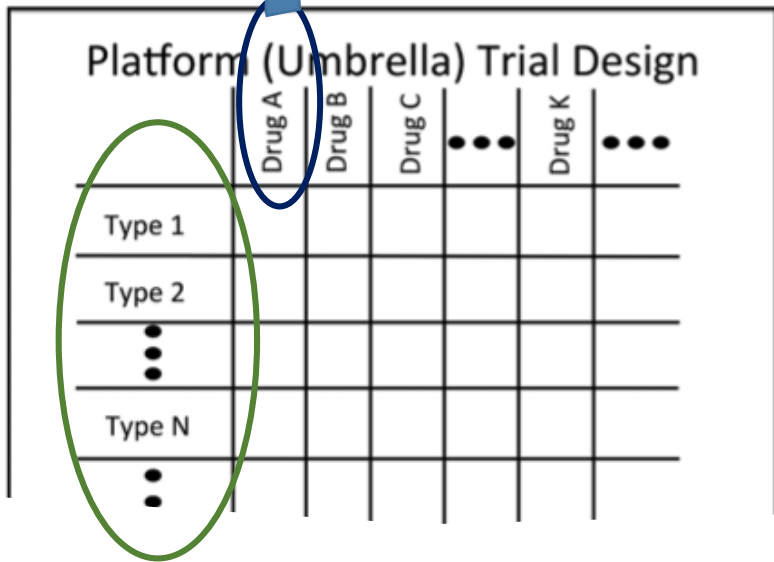 Platform (Umbrella) Trial Design
Drug A
Drug B
Drug C
Drug K
Type 1
Type 2
Type N